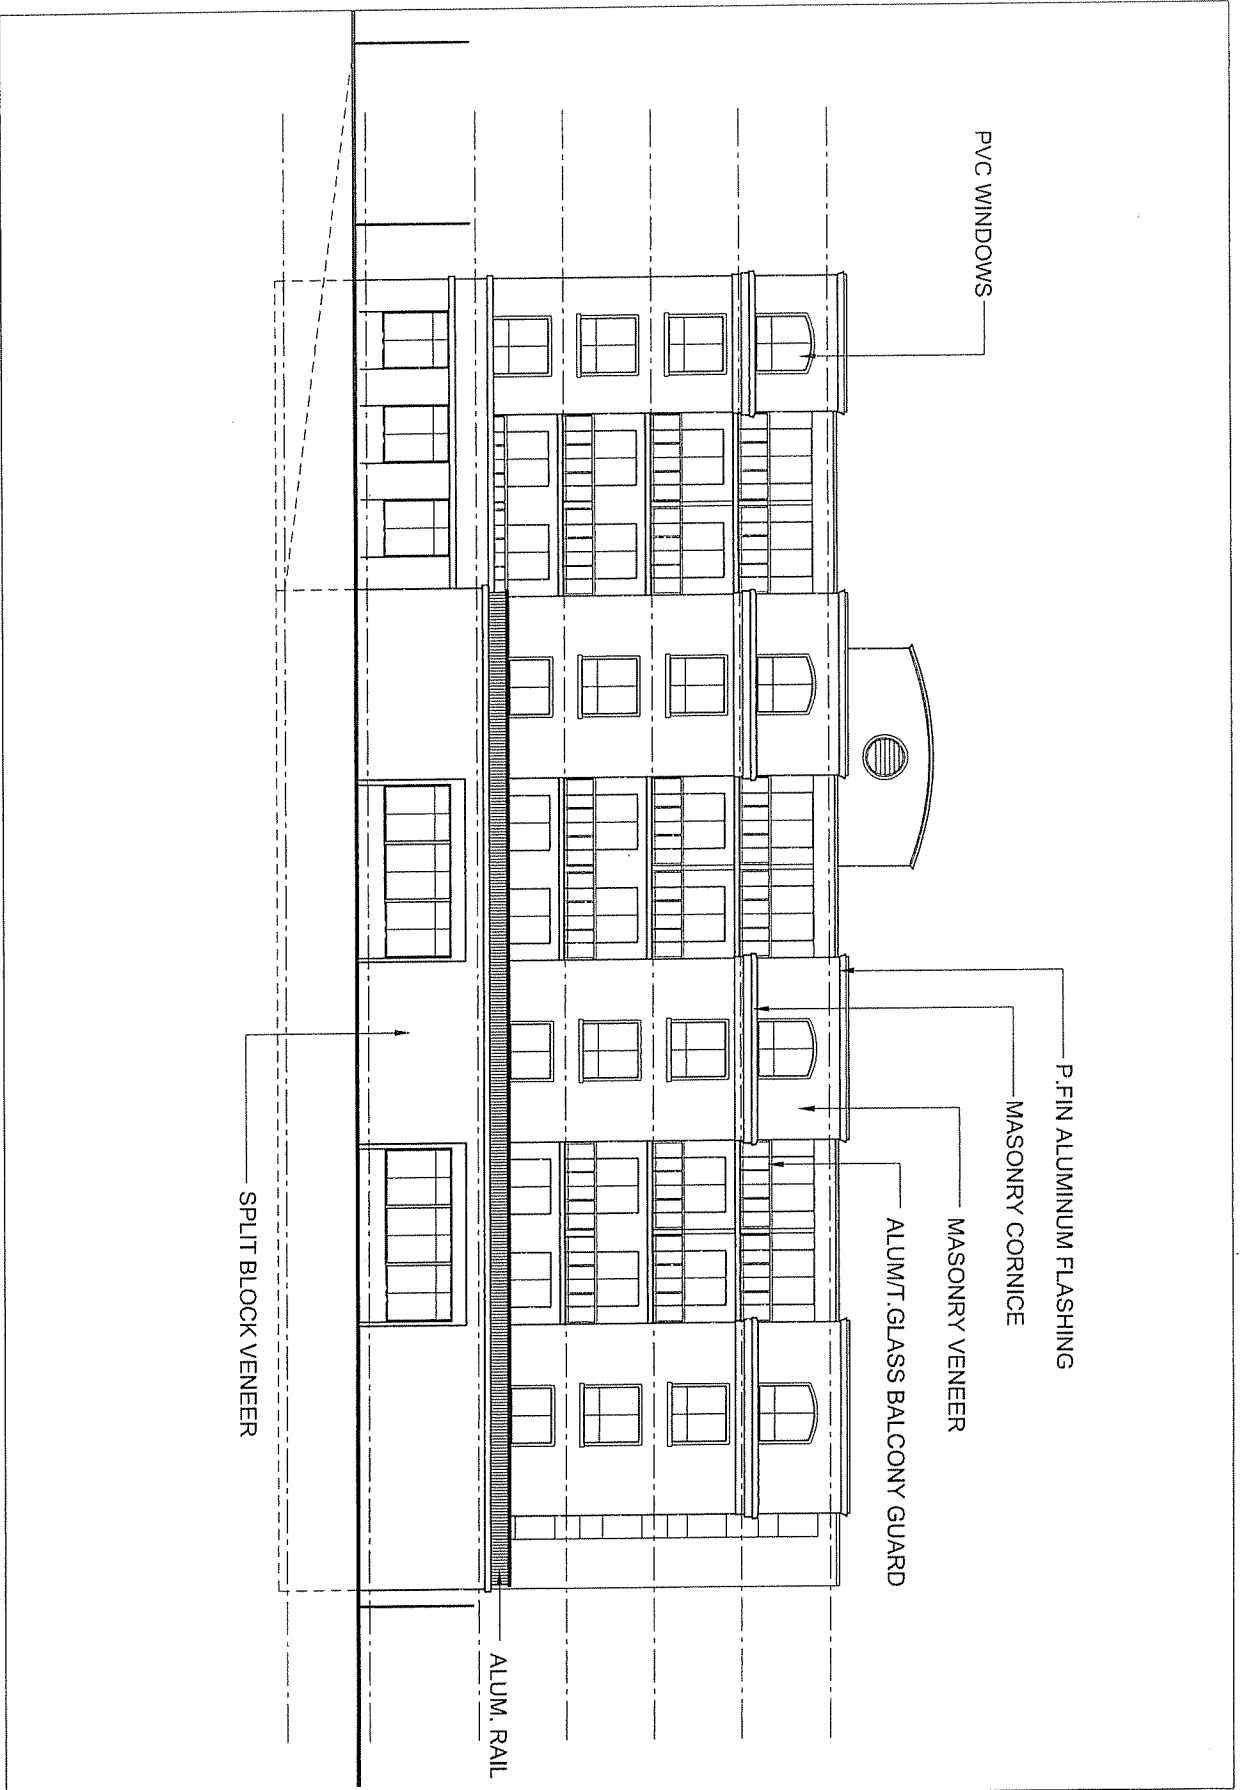 PVC WINDOWS
P.FIN ALUMINUM FLASHING
MASONRY CORNICE
MASONRY VENEER
ALUM/T.GLASS BALCONY GUARD
ALUM. RAIL
SPLIT BLOCK VENEER